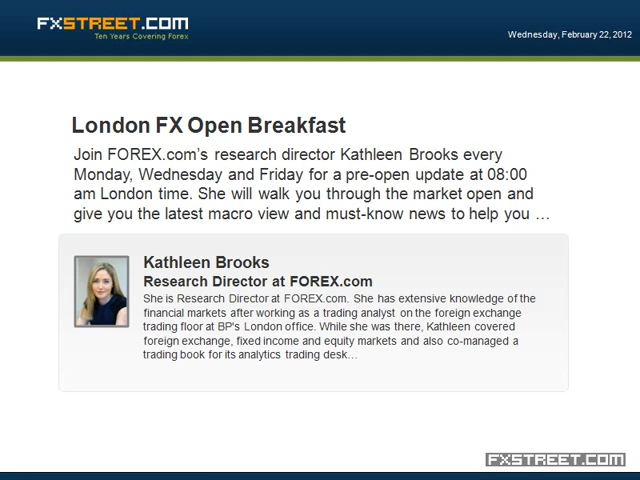 FXSTREET.COM
Ten Years Covering Forex
Wednesday, February 22, 2012
London FX Open Breakfast
Join FOREX.com’s research director Kathleen Brooks every
Monday, Wednesday and Friday for a pre-open update at 08:00
am London time. She will walk you through the market open and
give you the latest macro view and must-know news to help you …
Kathleen Brooks
Research Director at FOREX.com
She is Research Director at FOREX.com. She has extensive knowledge of the
financial markets after working as a trading analyst on the foreign exchange
trading floor at BP's London office. While she was there, Kathleen covered
foreign exchange, fixed income and equity markets and also co-managed a
trading book for its analytics trading desk…
FXSTREET.COM